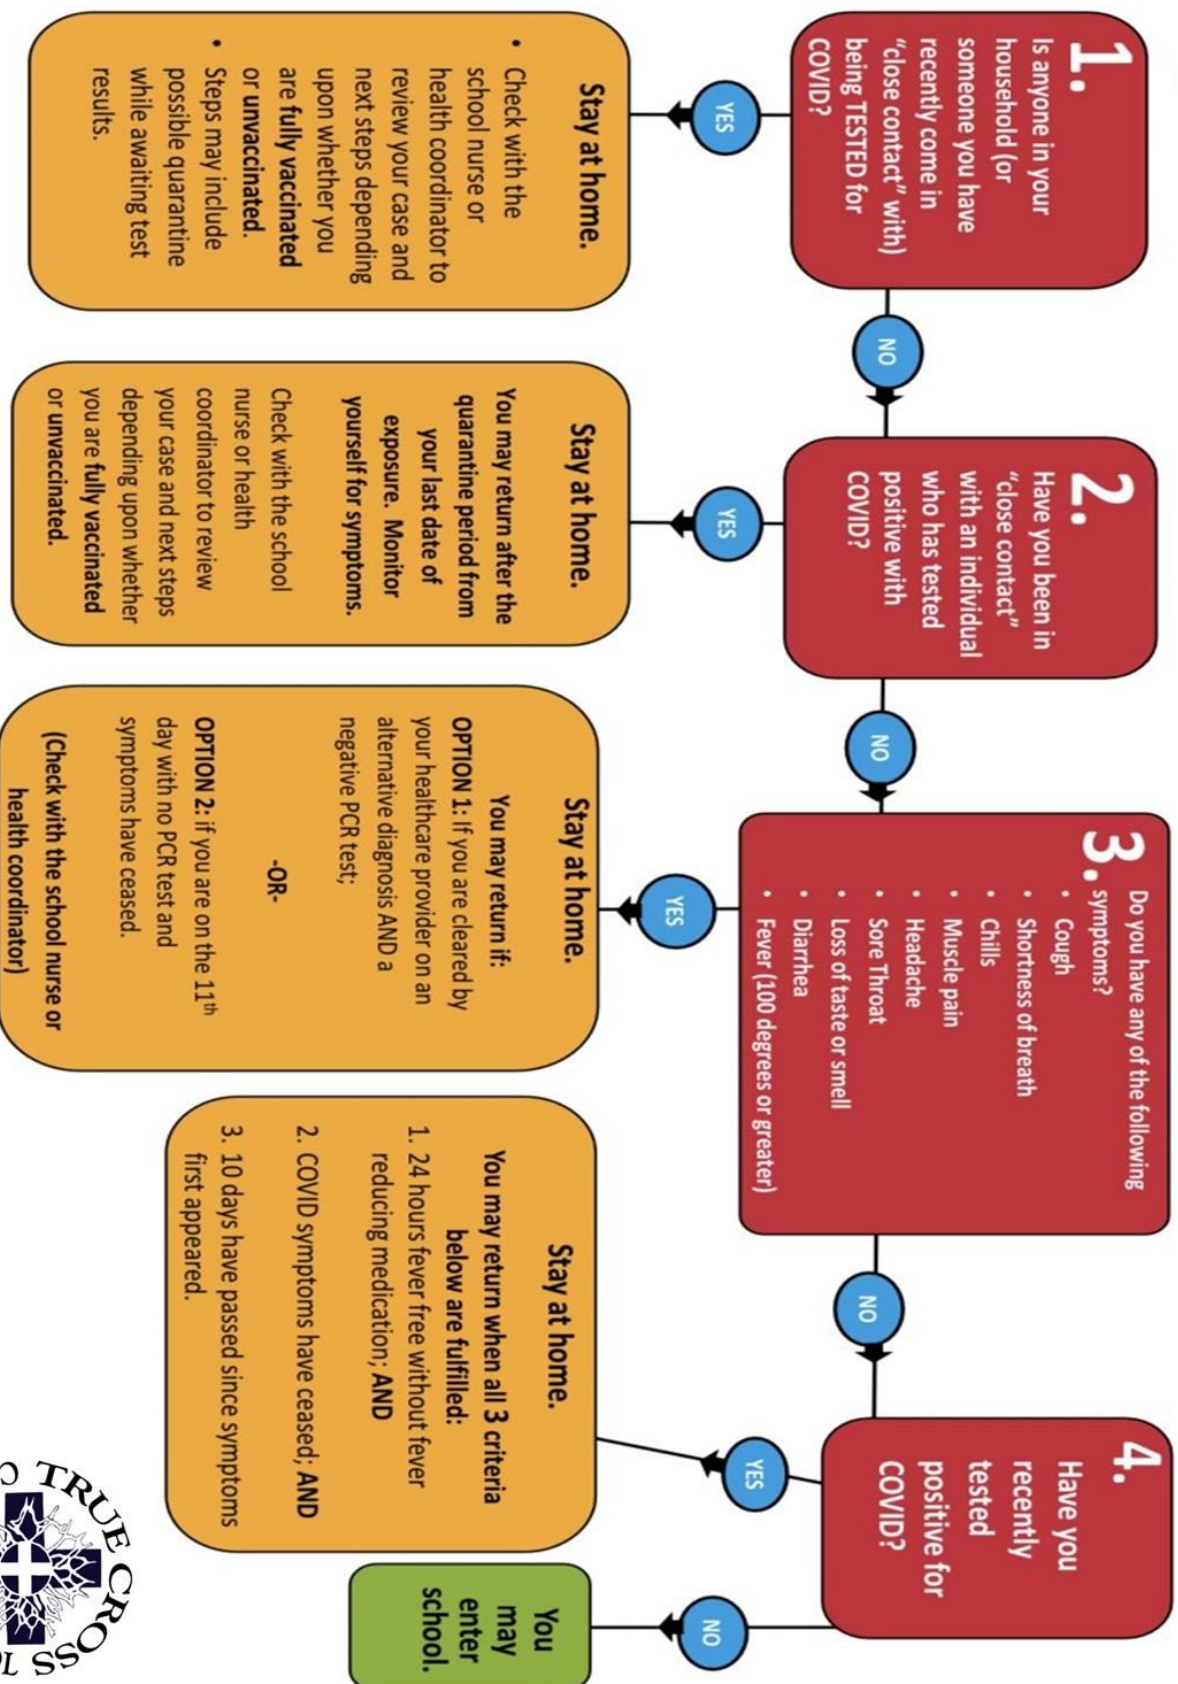 1.
Is anyone in your
household (or
someone you have
recently come in
“close contact” with)
being TESTED for
COVID?
YES
Stay at home.
• Check with the
school nurse or
health coordinator to
review your case and
next steps depending
upon whether you
are fully vaccinated
or unvaccinated.
• Steps may include
possible quarantine
while awaiting test
results.
NO
2.
Have you been in
“close contact”
with an individual
who has tested
positive with
COVID?
YES
Stay at home.
You may return after the
quarantine period from
your last date of
exposure. Monitor
yourself for symptoms.
Check with the school
nurse or health
coordinator to review
your case and next steps
depending upon whether
you are fully vaccinated
or unvaccinated.
NO
3.
Do you have any of the following
symptoms?
• Cough
• Shortness of breath
• Chills
• Muscle pain
• Headache
• Sore Throat
• Loss of taste or smell
• Diarrhea
• Fever (100 degrees or greater)
YES
Stay at home.
You may return if:
OPTION 1: if you are cleared by
your healthcare provider on an
alternative diagnosis AND a
negative PCR test;
-OR-
OPTION 2: if you are on the 11th
day with no PCR test and
symptoms have ceased.
(Check with the school nurse or
health coordinator)
NO
4.
Have you
recently
tested
positive for
COVID?
YES
Stay at home.
You may return when all 3 criteria
below are fulfilled:
1. 24 hours fever free without fever
reducing medication; AND
2. COVID symptoms have ceased; AND
3. 10 days have passed since symptoms
first appeared.
NO
You
may
enter
school.
TRUE CROSS